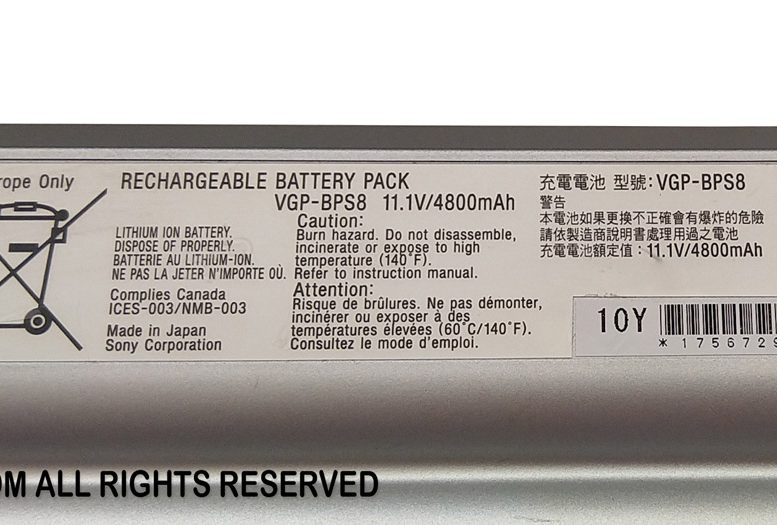 rope Only
RECHARGEABLE BATTERY PACK
VGP-BPS8 11.1V/4800mAh
LITHIUM ION BATTERY.
DISPOSE OF PROPERLY.
BATTERIE AU LITHIUM-ION.
NE PAS LA JETER N'IMPORTE OÙ.
Complies Canada
ICES-003/NMB-003
Made in Japan
Sony Corporation
Caution:
Burn hazard. Do not disassemble,
incinerate or expose to high
temperature (140°F).
Refer to instruction manual.
Attention:
Risque de brûlures. Ne pas démonter,
incinérer ou exposer à des
températures élevées (60°C/140°F).
Consultez le mode d'emploi.
充電電池 型號:VGP-BPS8
警告
本電池如果更換不正確會有爆炸的危險
請依製造商說明書處理用過之電池
充電電池額定值:11.1V/4800mAh
10Y
*1756729
OM ALL RIGHTS RESERVED